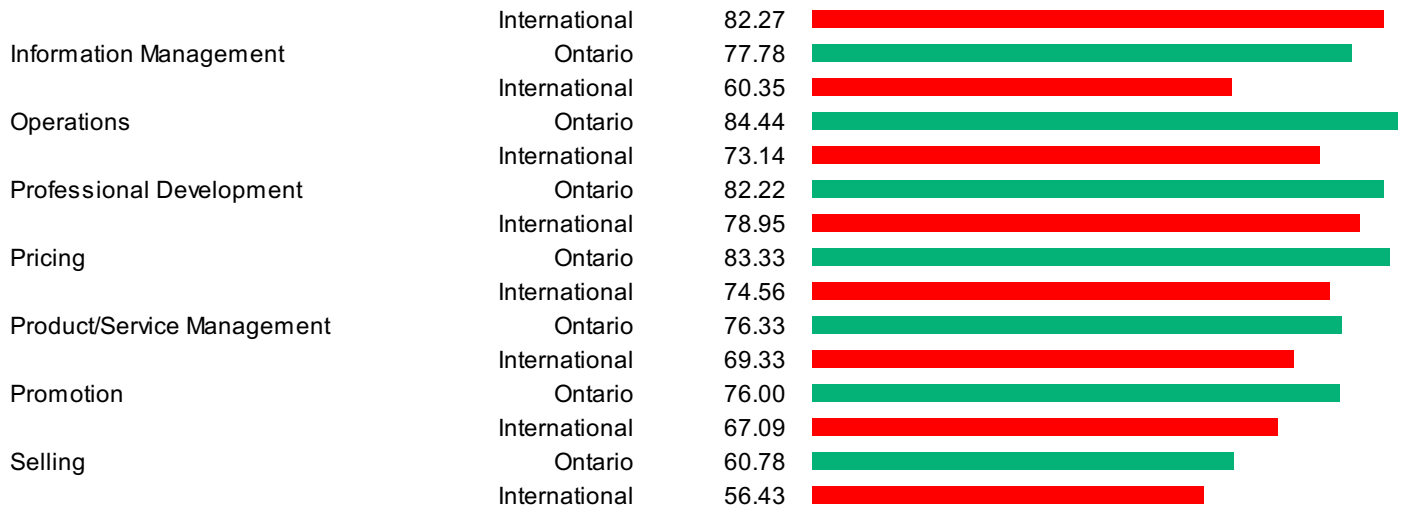 International 82.27
Information Management Ontario 77.78
International 60.35
Operations Ontario 84.44
International 73.14
Professional Development Ontario 82.22
International 78.95
Pricing Ontario 83.33
International 74.56
Product/Service Management Ontario 76.33
International 69.33
Promotion Ontario 76.00
International 67.09
Selling Ontario 60.78
International 56.43